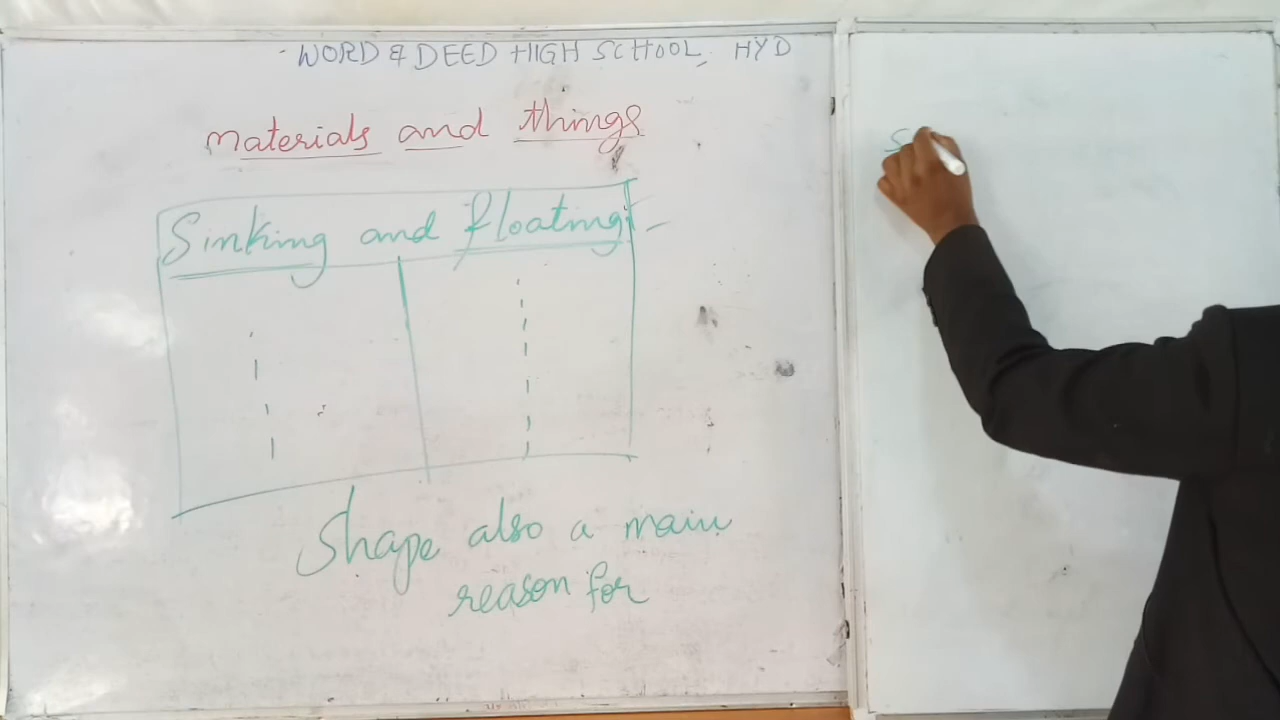 WORD & DEED HIGH SCHOOL, HYD
materials and things
Sinking and floating
Shape also a main
reason for
S